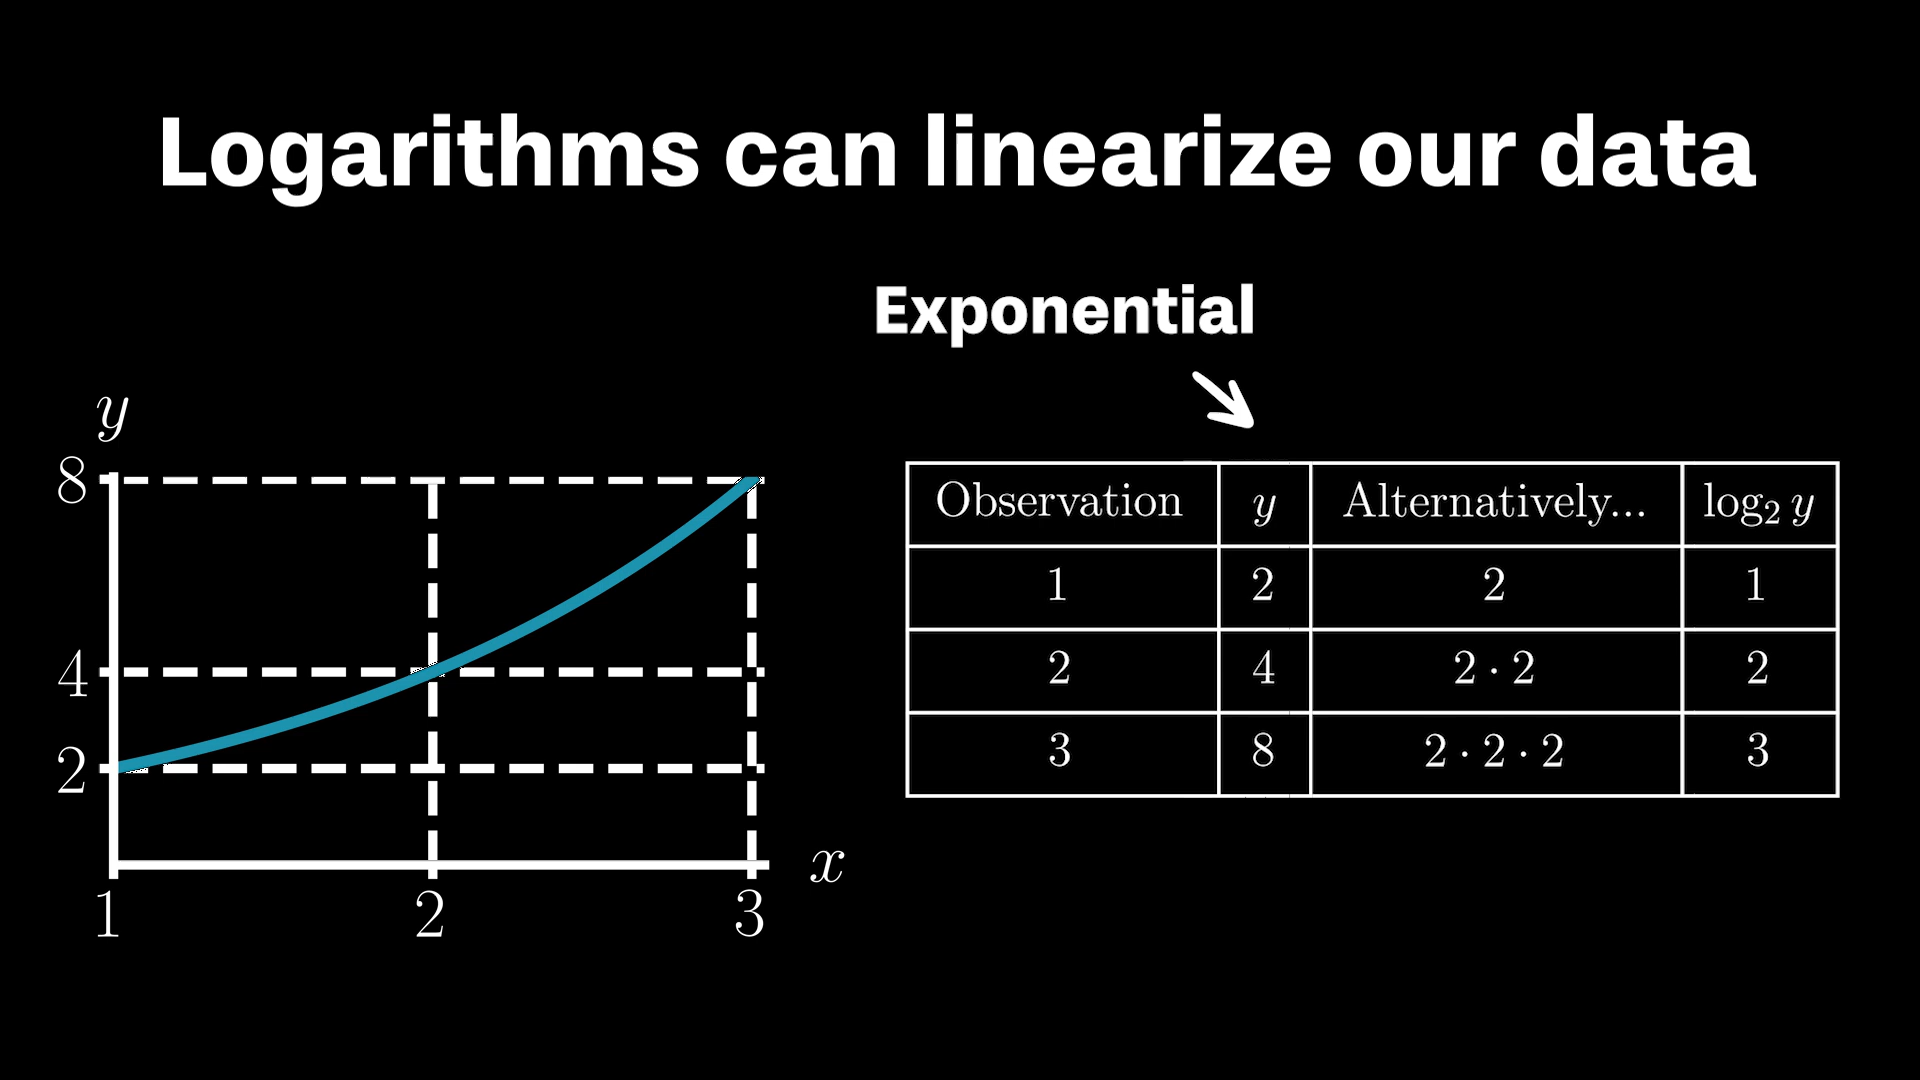 Logarithms can linearize our data
Exponential
y
8
4
2
1 2 3
x
Observation y Alternatively... log₂ y
1 2 2 1
2 4 2 · 2 2
3 8 2 · 2 · 2 3